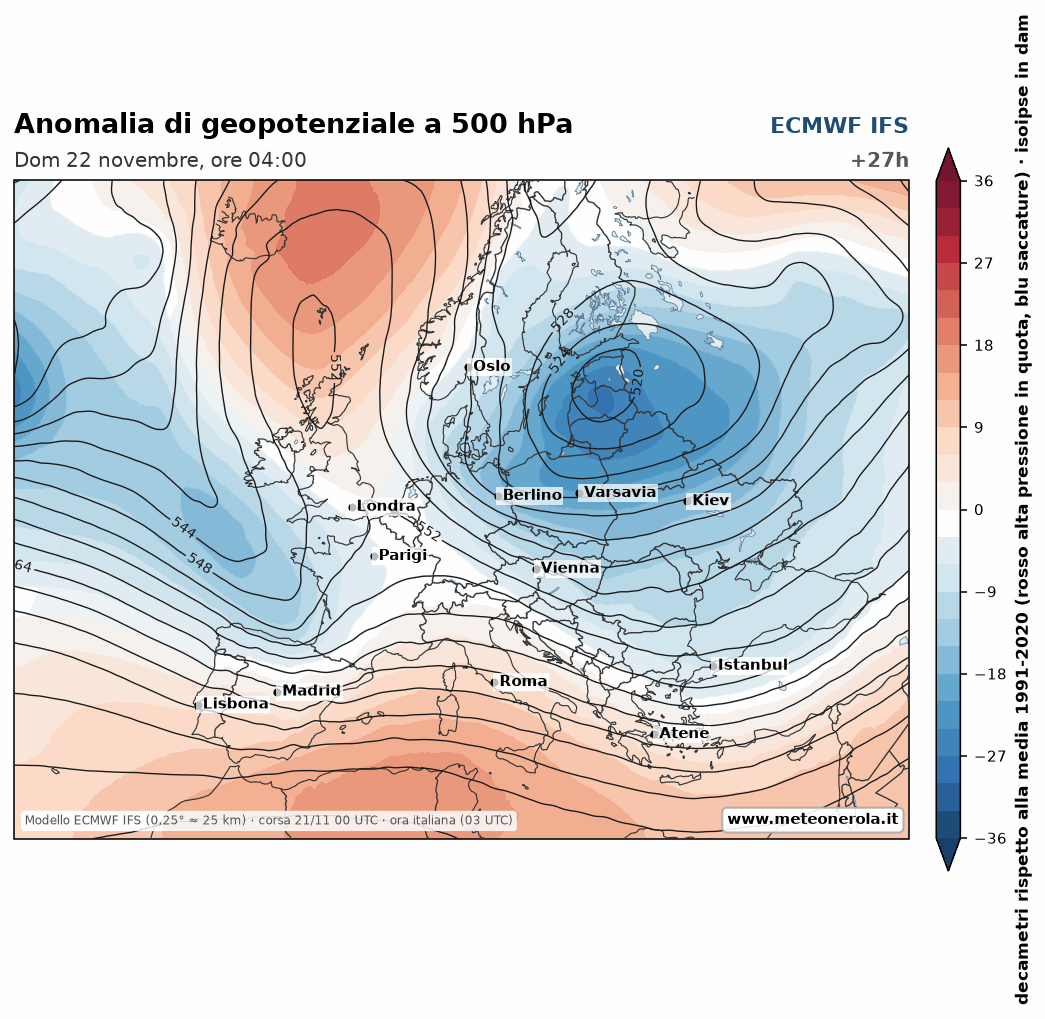 Anomalia di geopotenziale a 500 hPa
ECMWF IFS
Dom 22 novembre, ore 04:00
+27h
36
27
18
9
0
−9
−18
−27
−36
decametri rispetto alla media 1991-2020 (rosso alta pressione in quota, blu saccature) · isoipse in dam
528
520
Oslo
Berlino
Varsavia
Kiev
Londra
544
552
Parigi
548
Vienna
64
Istanbul
Roma
Madrid
Lisbona
Atene
Modello ECMWF IFS (0,25° ≈ 25 km) · corsa 21/11 00 UTC · ora italiana (03 UTC)
www.meteonerola.it